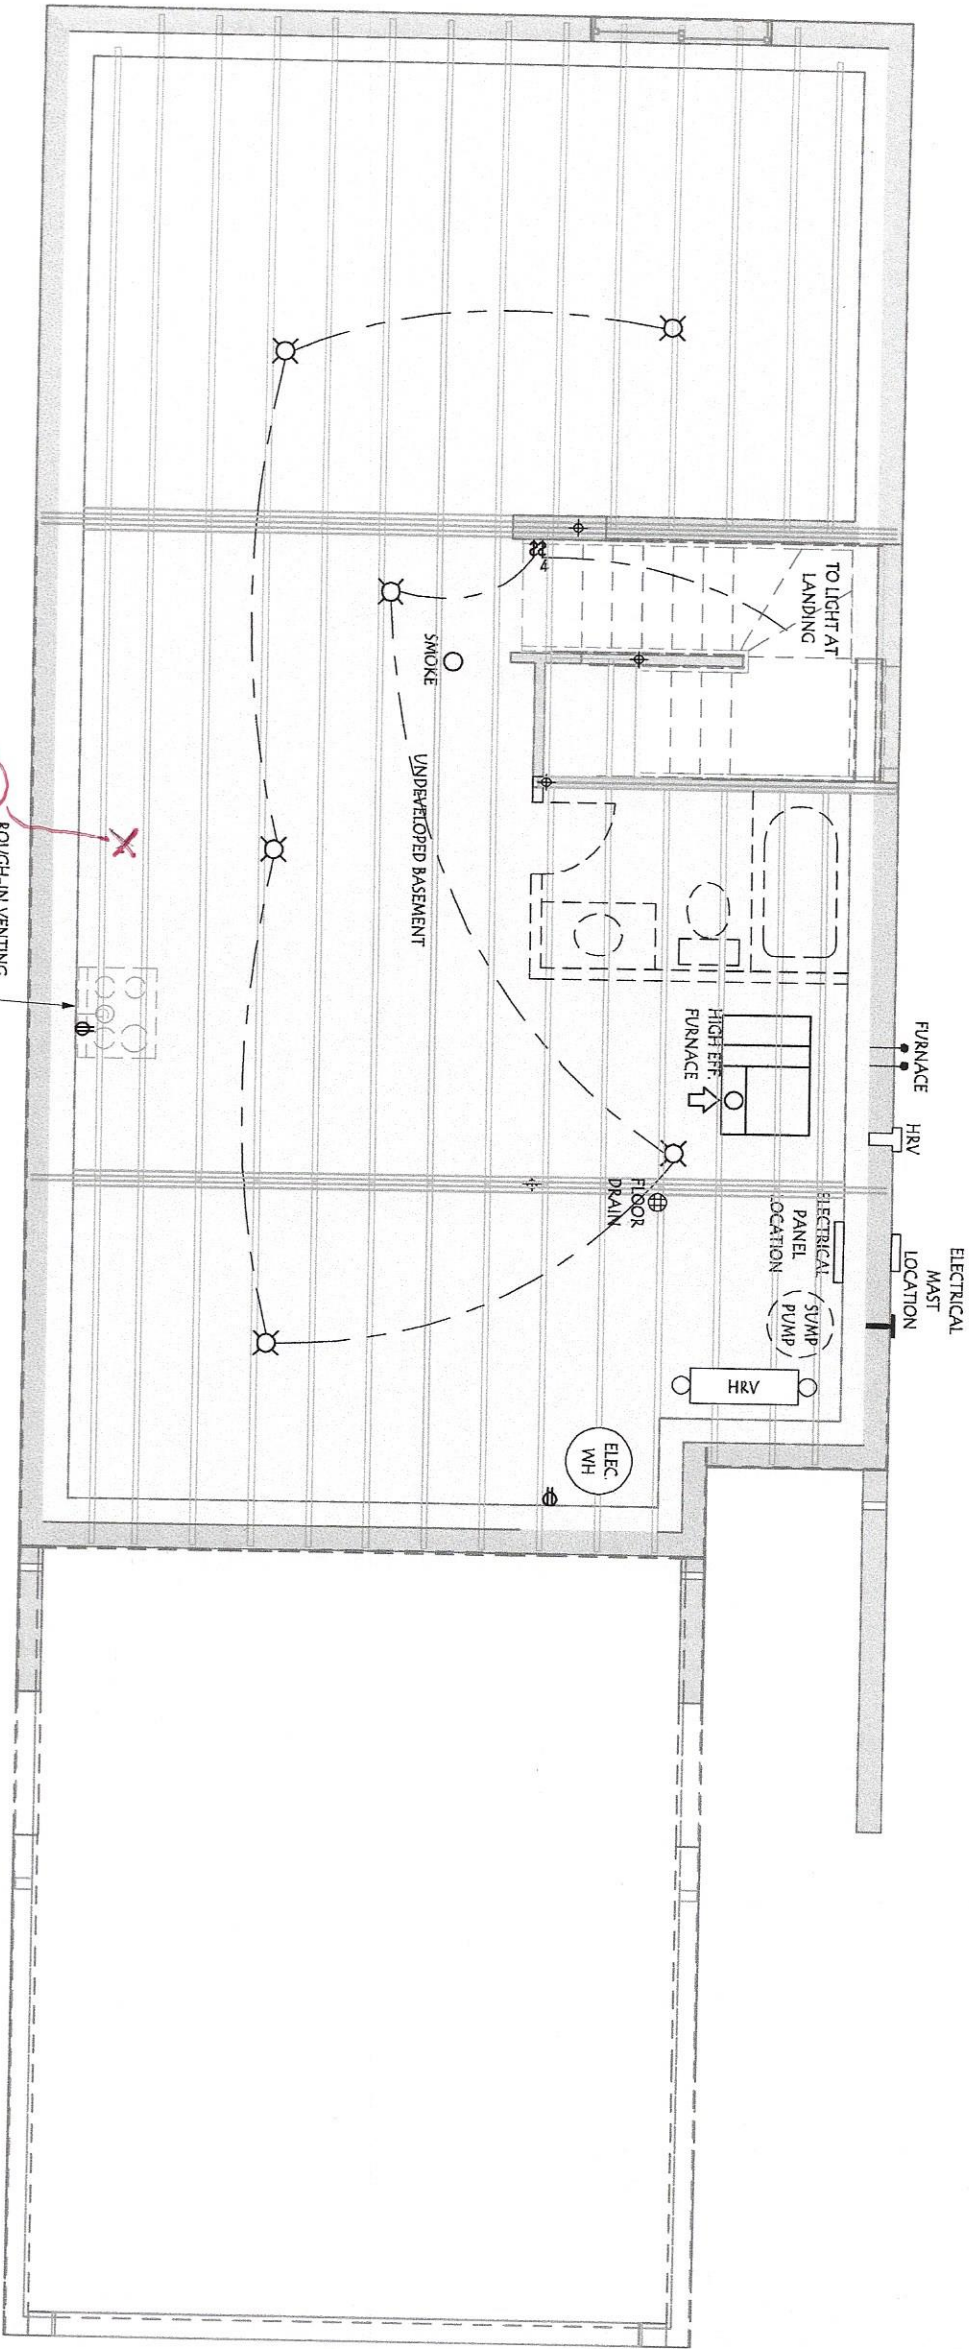 TO LIGHT AT
LANDING
SMOKE
UNDEVELOPED BASEMENT
HIGH EFF.
FURNACE
FURNACE
HRV
ELECTRICAL
MAST
LOCATION
ELECTRICAL
PANEL
LOCATION
FLOOR
DRAIN
SUMP
PUMP
HRV
ELEC.
WH
4
ROUGH-IN VENTING